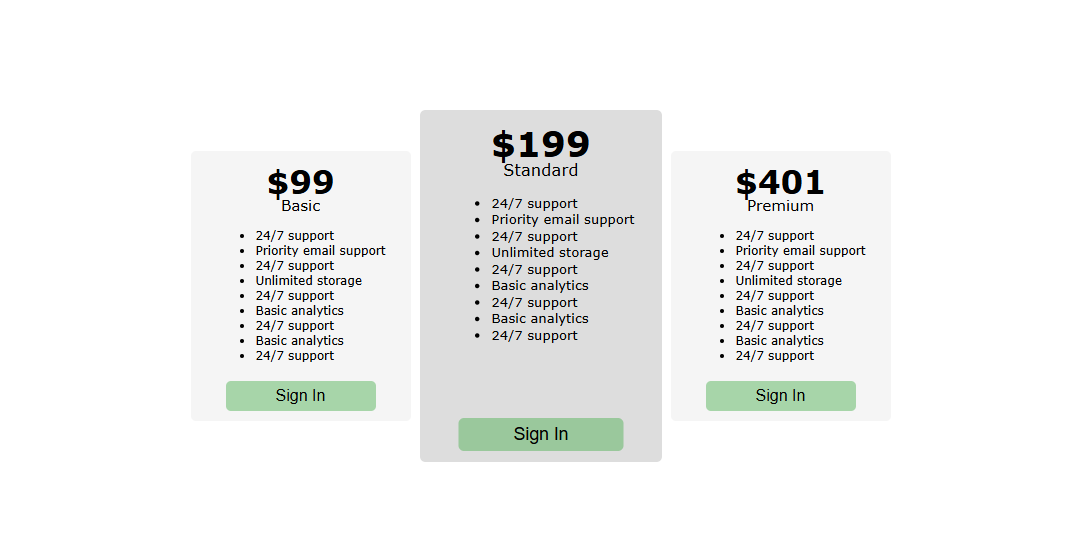 $99
Basic
24/7 support
Priority email support
24/7 support
Unlimited storage
24/7 support
Basic analytics
24/7 support
Basic analytics
24/7 support
Sign In
$199
Standard
24/7 support
Priority email support
24/7 support
Unlimited storage
24/7 support
Basic analytics
24/7 support
Basic analytics
24/7 support
Sign In
$401
Premium
24/7 support
Priority email support
24/7 support
Unlimited storage
24/7 support
Basic analytics
24/7 support
Basic analytics
24/7 support
Sign In